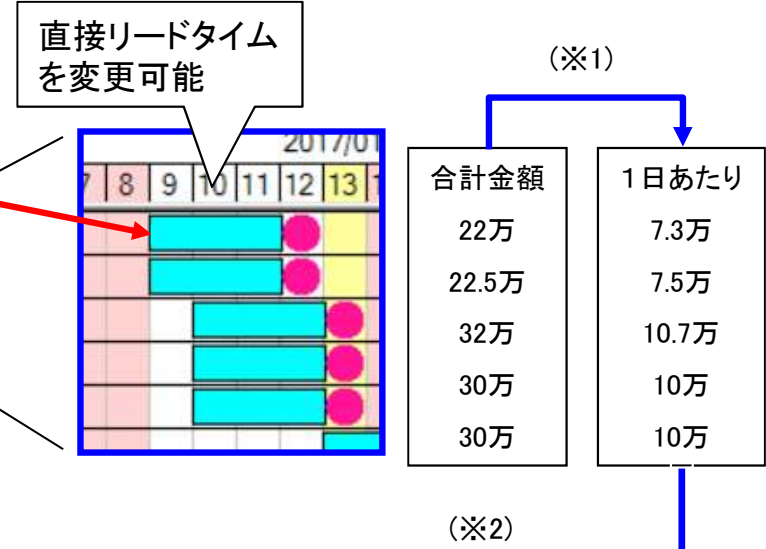 直接リードタイム
を変更可能
(※1)
2017/01
7 8 9 10 11 12 13 1
合計金額 1日あたり
22万 7.3万
22.5万 7.5万
32万 10.7万
30万 10万
30万 10万
(※2)